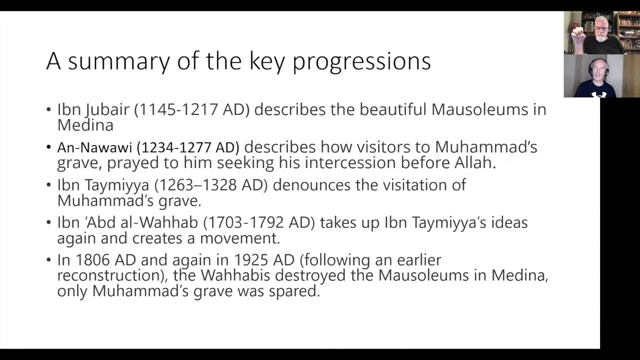 A summary of the key progressions
• Ibn Jubair (1145-1217 AD) describes the beautiful Mausoleums in
Medina
• An-Nawawi (1234-1277 AD) describes how visitors to Muhammad's
grave, prayed to him seeking his intercession before Allah.
• Ibn Taymiyya (1263–1328 AD) denounces the visitation of
Muhammad's grave.
• Ibn 'Abd al-Wahhab (1703-1792 AD) takes up Ibn Taymiyya's ideas
again and creates a movement.
• In 1806 AD and again in 1925 AD (following an earlier
reconstruction), the Wahhabis destroyed the Mausoleums in Medina,
only Muhammad's grave was spared.